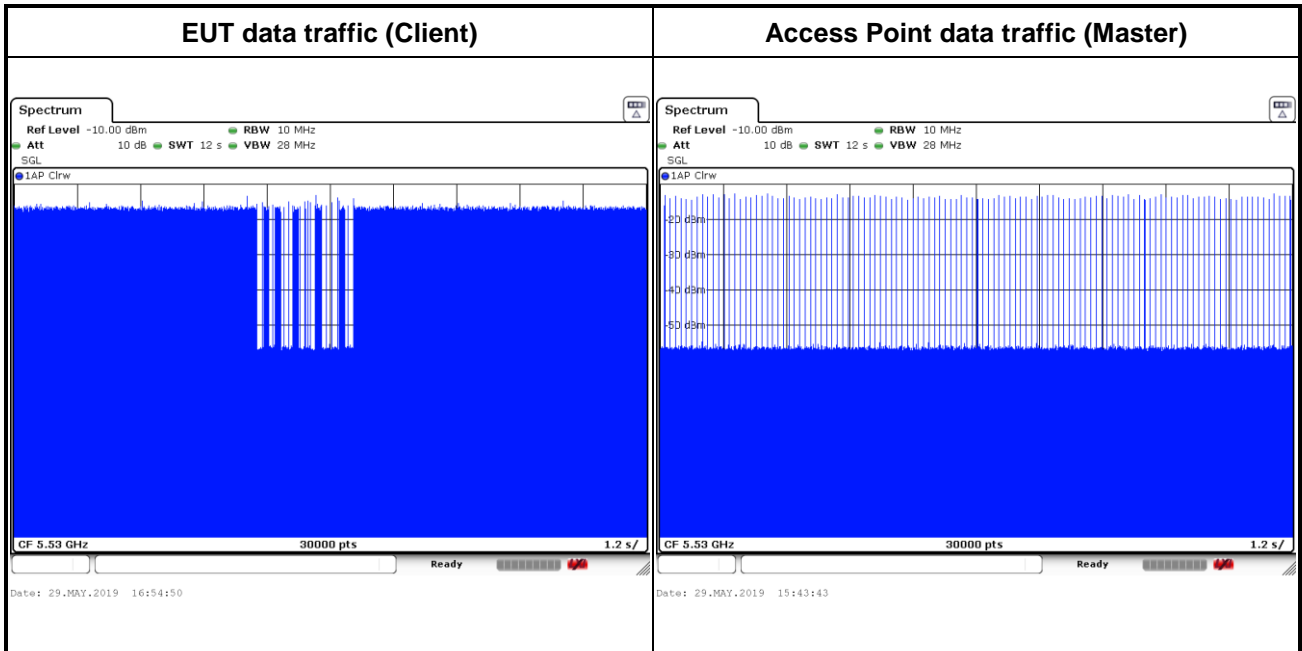 EUT data traffic (Client)
Access Point data traffic (Master)
Spectrum
Ref Level -10.00 dBm RBW 10 MHz
Att 10 dB SWT 12 s VBW 28 MHz
SGL
1AP Clrw
CF 5.53 GHz 30000 pts 1.2 s/
Ready
Date: 29.MAY.2019 16:54:50
Spectrum
Ref Level -10.00 dBm RBW 10 MHz
Att 10 dB SWT 12 s VBW 28 MHz
SGL
1AP Clrw
-20 dBm
-30 dBm
-40 dBm
-50 dBm
CF 5.53 GHz 30000 pts 1.2 s/
Ready
Date: 29.MAY.2019 15:43:43